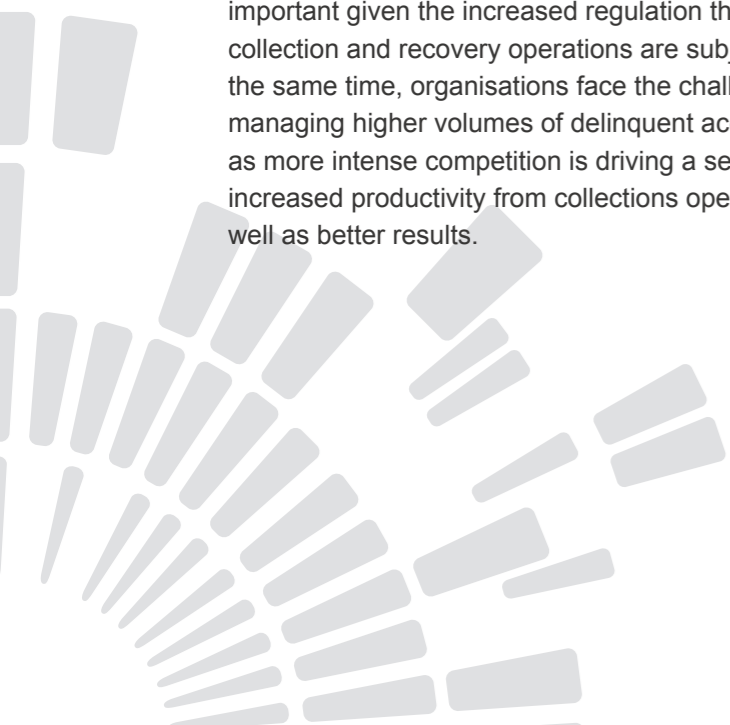 important given the increased regulation
collection and recovery operations are
the same time, organisations face the
managing higher volumes of delinquent
as more intense competition is driving a
increased productivity from collections
well as better results.